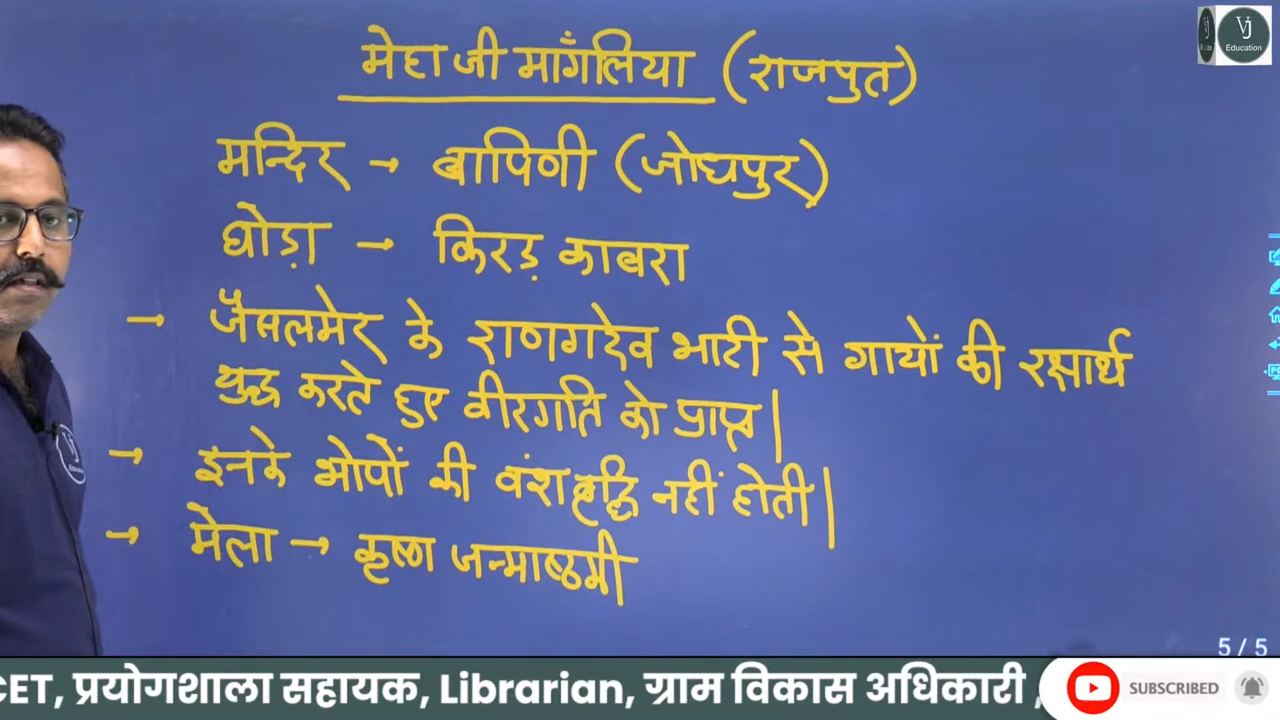 मेहा जी माँगलिया (राजपुत)
मन्दिर → बापिणी (जोधपुर)
घोड़ा → किरड़ काबरा
→ जैसलमेर के राणगदेव भाटी से गायों की रक्षार्थ
युद्ध करते हुए वीरगति को प्राप्त|
→ इनके भोपों की वंशवृद्धि नहीं होती|
→ मेला → कृष्ण जन्माष्ठमी
VJ
Education
5 / 5
CET, प्रयोगशाला सहायक, Librarian, ग्राम विकास अधिकारी ,
SUBSCRIBED